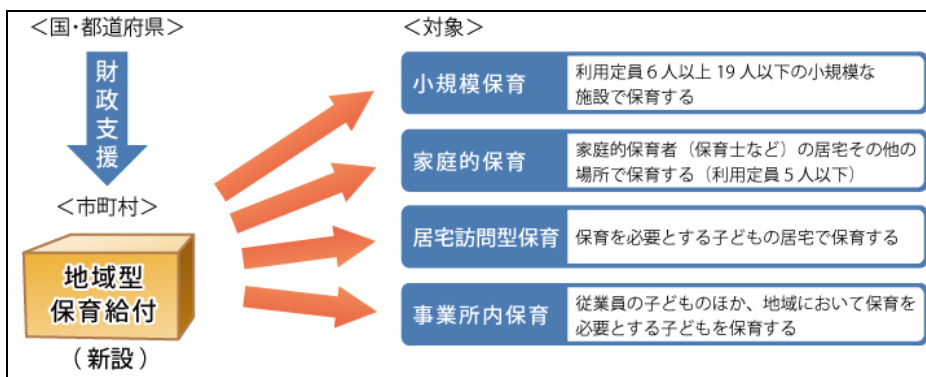 ＜国・都道府県＞
財政支援
＜市町村＞
地域型
保育給付
（新設）
＜対象＞
小規模保育
利用定員６人以上 19 人以下の小規模な
施設で保育する
家庭的保育
家庭的保育者（保育士など）の居宅その他の
場所で保育する（利用定員５人以下）
居宅訪問型保育
保育を必要とする子どもの居宅で保育する
事業所内保育
従業員の子どものほか、地域において保育を
必要とする子どもを保育する